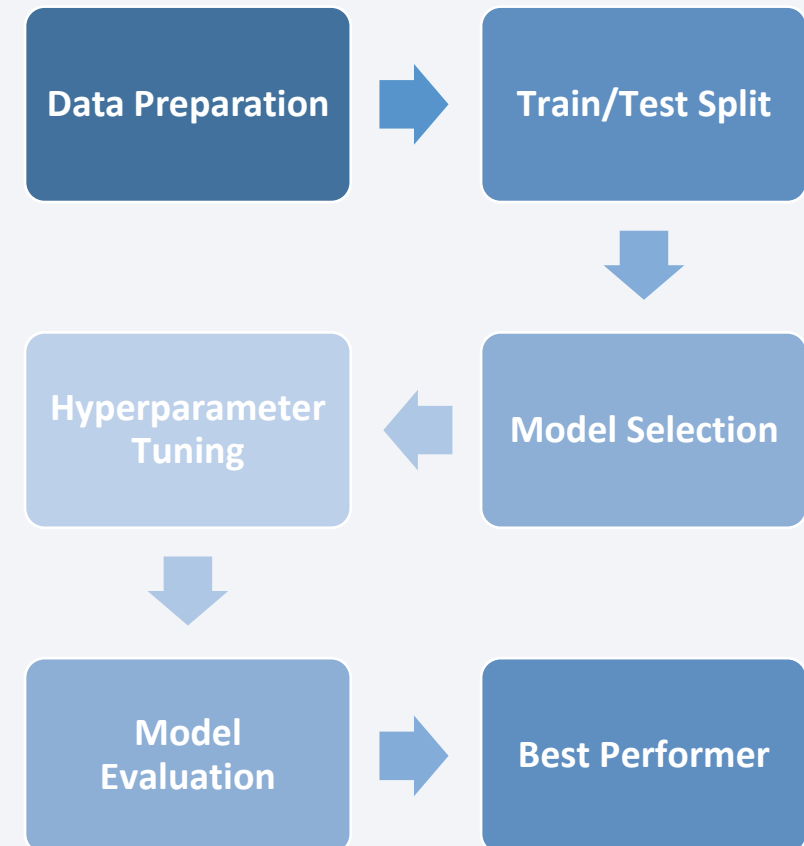 Data Preparation
Train/Test Split
Model Selection
Hyperparameter
Tuning
Model
Evaluation
Best Performer